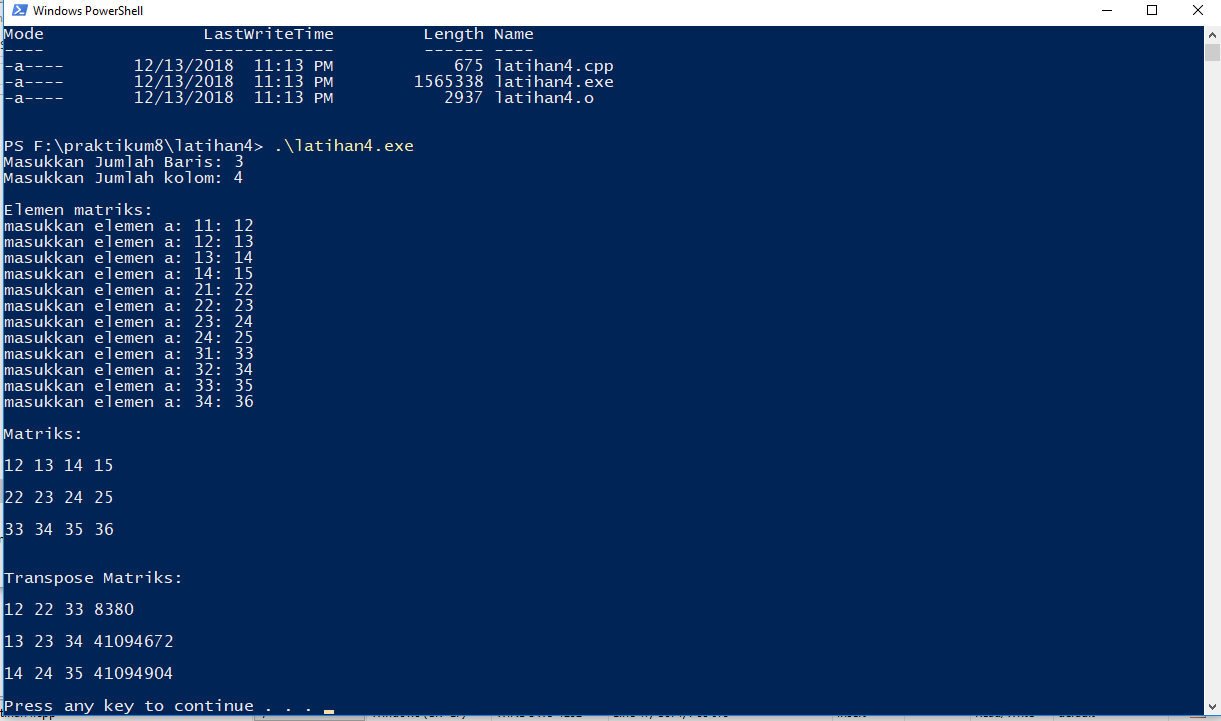 Windows PowerShell
Mode LastWriteTime Length Name
---- ------------- ------ ----
-a---- 12/13/2018 11:13 PM 675 latihan4.cpp
-a---- 12/13/2018 11:13 PM 1565338 latihan4.exe
-a---- 12/13/2018 11:13 PM 2937 latihan4.o
PS F:\praktikum8\latihan4> .\latihan4.exe
Masukkan Jumlah Baris: 3
Masukkan Jumlah kolom: 4
Elemen matriks:
masukkan elemen a: 11: 12
masukkan elemen a: 12: 13
masukkan elemen a: 13: 14
masukkan elemen a: 14: 15
masukkan elemen a: 21: 22
masukkan elemen a: 22: 23
masukkan elemen a: 23: 24
masukkan elemen a: 24: 25
masukkan elemen a: 31: 33
masukkan elemen a: 32: 34
masukkan elemen a: 33: 35
masukkan elemen a: 34: 36
Matriks:
12 13 14 15
22 23 24 25
33 34 35 36
Transpose Matriks:
12 22 33 8380
13 23 34 41094672
14 24 35 41094904
Press any key to continue . . .